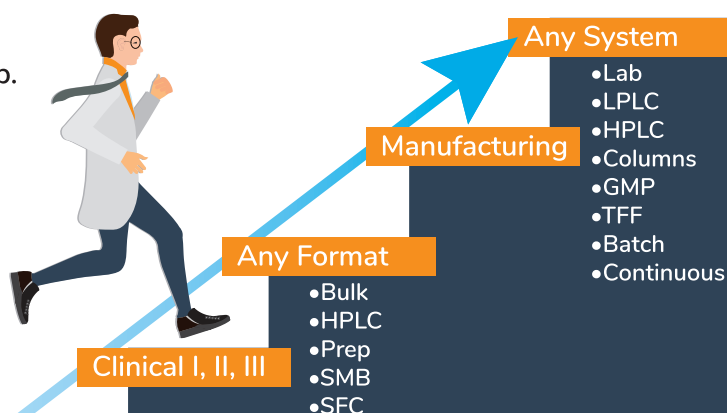 Any System
•Lab
•LPLC
•HPLC
•Columns
•GMP
•TFF
•Batch
•Continuous
Manufacturing
Any Format
•Bulk
•HPLC
•Prep
•SMB
•SFC
Clinical I, II, III